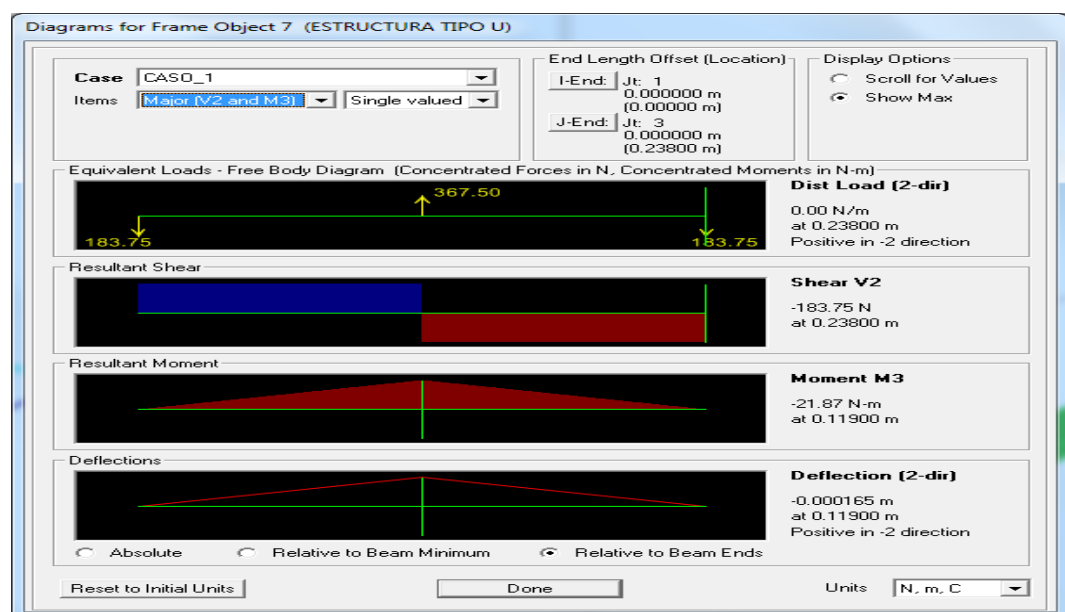 Diagrams for Frame Object 7 (ESTRUCTURA TIPO U)
Case CASO_1
Items Major (V2 and M3) Single valued
End Length Offset (Location)
I-End: Jt: 1
0.000000 m
(0.00000 m)
J-End: Jt: 3
0.000000 m
(0.23800 m)
Display Options
Scroll for Values
Show Max
Equivalent Loads - Free Body Diagram (Concentrated Forces in N, Concentrated Moments in N-m)
367.50
183.75
183.75
Dist Load (2-dir)
0.00 N/m
at 0.23800 m
Positive in -2 direction
Resultant Shear
Shear V2
-183.75 N
at 0.23800 m
Resultant Moment
Moment M3
-21.87 N-m
at 0.11900 m
Deflections
Deflection (2-dir)
-0.000165 m
at 0.11900 m
Positive in -2 direction
Absolute Relative to Beam Minimum Relative to Beam Ends
Reset to Initial Units Done Units N, m, C